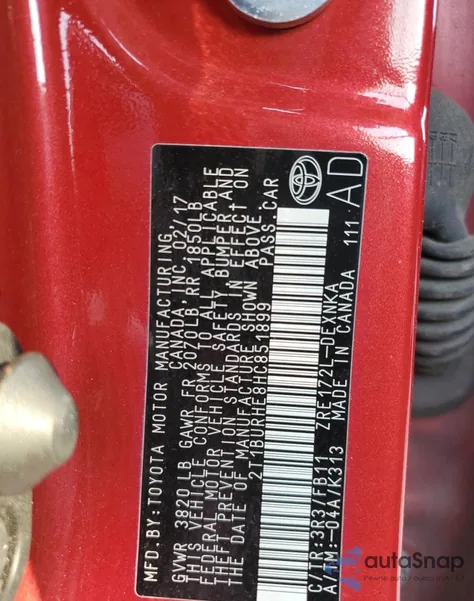 MFD.BY:TOYOTA MOTOR MANUFACTURING
CANADA,INC. 02/17
GVWR 3820LB GAWR FR 2070LB RR 1850LB
THIS VEHICLE CONFORMS TO ALL APPLICABLE
FEDERAL MOTOR VEHICLE SAFETY,BUMPER,AND
THEFT PREVENTION STANDARDS IN EFFECT ON
THE DATE OF MANUFACTURE SHOWN ABOVE.
2T1BURHE8HC851899 PASS.CAR
C/TR:3R3/FB11 ZRE172L-DEXNKA
A/TM:-04A/K313 MADE IN CANADA 111 AD
autoSnap